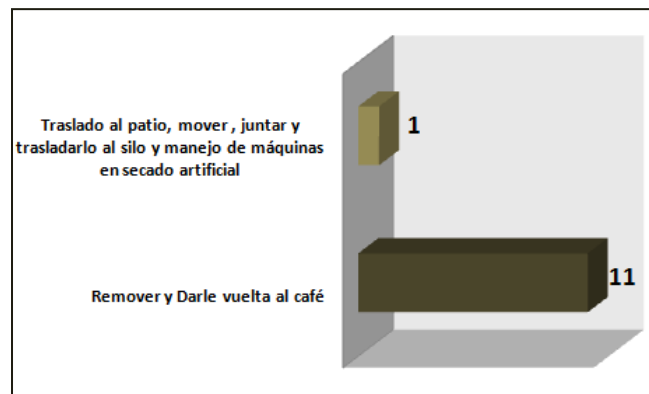 Traslado al patio, mover , juntar y
trasladarlo al silo y manejo de máquinas
en secado artificial
1
Remover y Darle vuelta al café
11